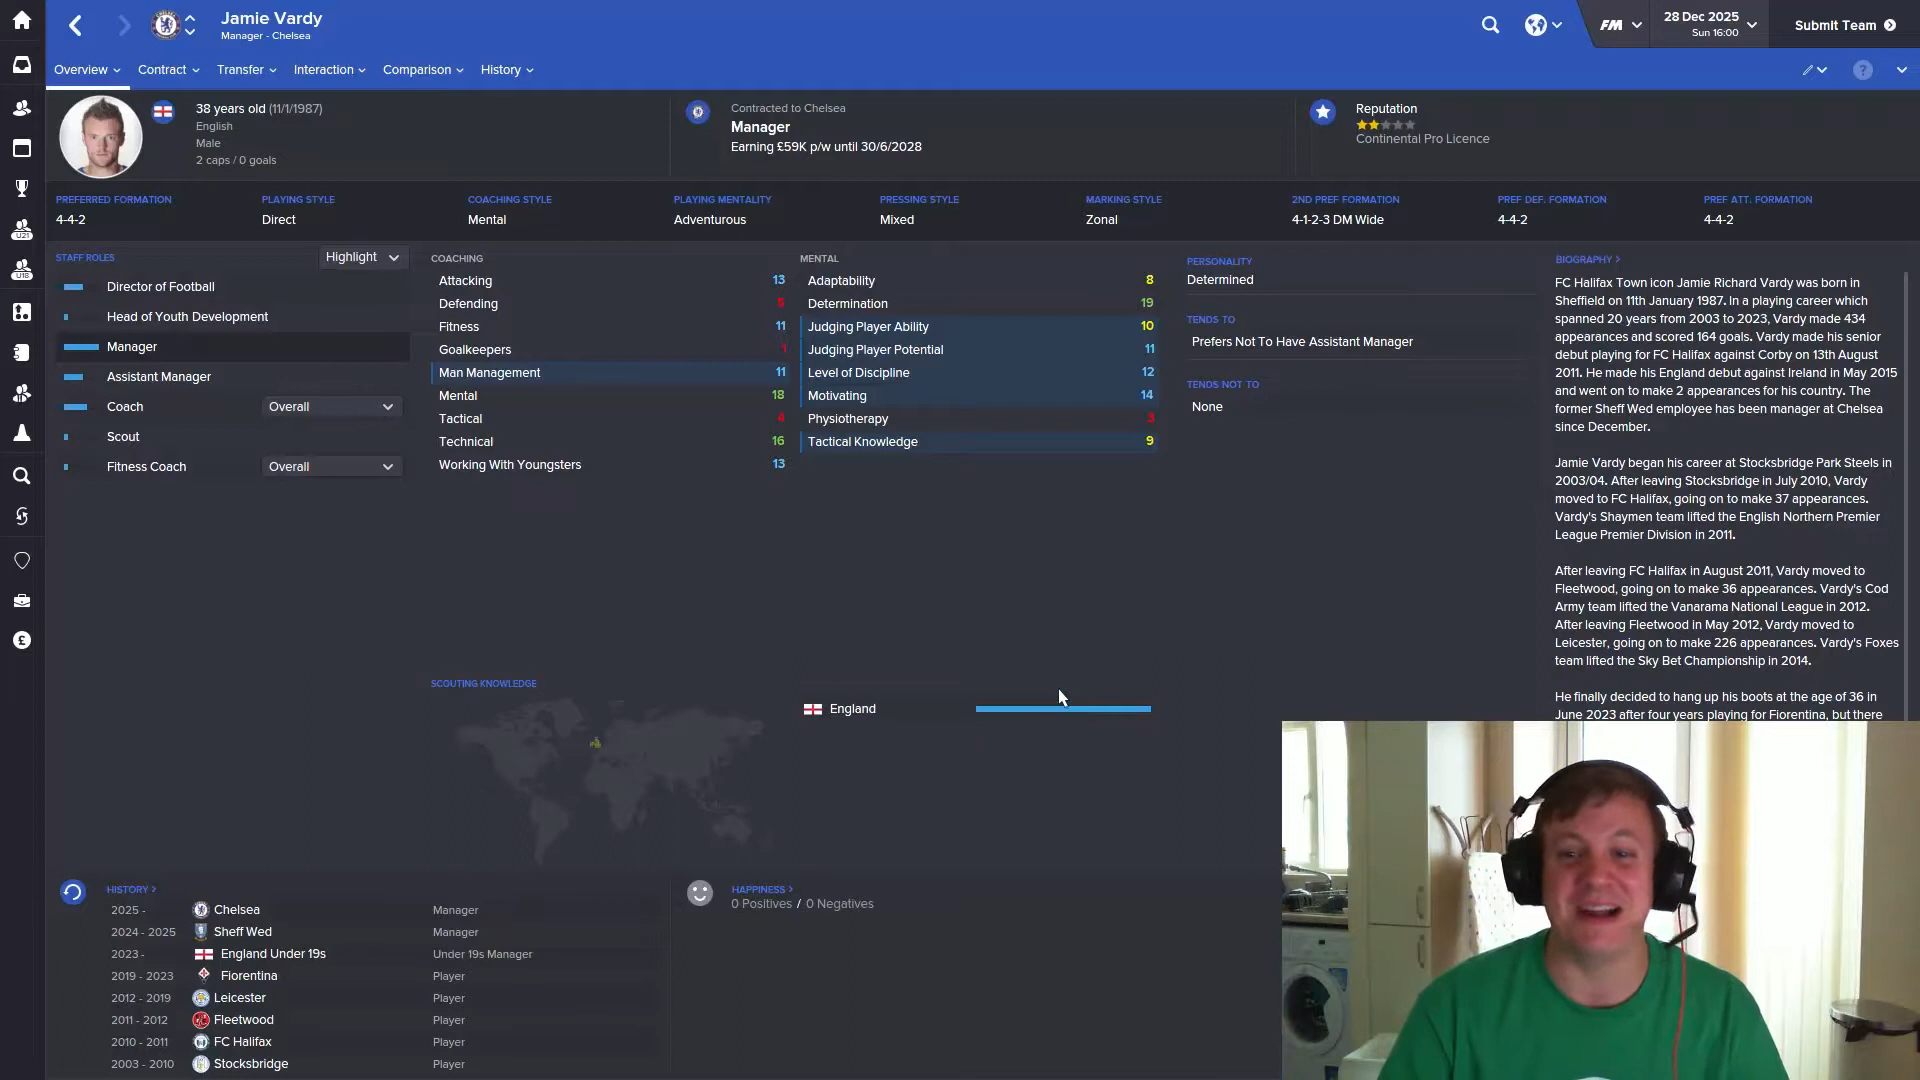 Jamie Vardy
Manager - Chelsea
FM
28 Dec 2025
Sun 16:00
Submit Team
Overview
Contract
Transfer
Interaction
Comparison
History
38 years old (11/1/1987)
English
Male
2 caps / 0 goals
Contracted to Chelsea
Manager
Earning £59K p/w until 30/6/2028
Reputation
Continental Pro Licence
PREFERRED FORMATION
4-4-2
PLAYING STYLE
Direct
COACHING STYLE
Mental
PLAYING MENTALITY
Adventurous
PRESSING STYLE
Mixed
MARKING STYLE
Zonal
2ND PREF FORMATION
4-1-2-3 DM Wide
PREF DEF. FORMATION
4-4-2
PREF ATT. FORMATION
4-4-2
STAFF ROLES
Highlight
Director of Football
Head of Youth Development
Manager
Assistant Manager
Coach Overall
Scout
Fitness Coach Overall
COACHING
Attacking 13
Defending 5
Fitness 11
Goalkeepers 1
Man Management 11
Mental 18
Tactical 4
Technical 16
Working With Youngsters 13
MENTAL
Adaptability 8
Determination 19
Judging Player Ability 10
Judging Player Potential 11
Level of Discipline 12
Motivating 14
Physiotherapy 3
Tactical Knowledge 9
PERSONALITY
Determined
TENDS TO
Prefers Not To Have Assistant Manager
TENDS NOT TO
None
BIOGRAPHY >
FC Halifax Town icon Jamie Richard Vardy was born in
Sheffield on 11th January 1987. In a playing career which
spanned 20 years from 2003 to 2023, Vardy made 434
appearances and scored 164 goals. Vardy made his senior
debut playing for FC Halifax against Corby on 13th August
2011. He made his England debut against Ireland in May 2015
and went on to make 2 appearances for his country. The
former Sheff Wed employee has been manager at Chelsea
since December.
Jamie Vardy began his career at Stocksbridge Park Steels in
2003/04. After leaving Stocksbridge in July 2010, Vardy
moved to FC Halifax, going on to make 37 appearances.
Vardy's Shaymen team lifted the English Northern Premier
League Premier Division in 2011.
After leaving FC Halifax in August 2011, Vardy moved to
Fleetwood, going on to make 36 appearances. Vardy's Cod
Army team lifted the Vanarama National League in 2012.
After leaving Fleetwood in May 2012, Vardy moved to
Leicester, going on to make 226 appearances. Vardy's Foxes
team lifted the Sky Bet Championship in 2014.
He finally decided to hang up his boots at the age of 36 in
June 2023 after four years playing for Fiorentina, but there
SCOUTING KNOWLEDGE
England
HISTORY >
2025 - Chelsea Manager
2024 - 2025 Sheff Wed Manager
2023 - England Under 19s Under 19s Manager
2019 - 2023 Fiorentina Player
2012 - 2019 Leicester Player
2011 - 2012 Fleetwood Player
2010 - 2011 FC Halifax Player
2003 - 2010 Stocksbridge Player
HAPPINESS >
0 Positives / 0 Negatives
U21
U18